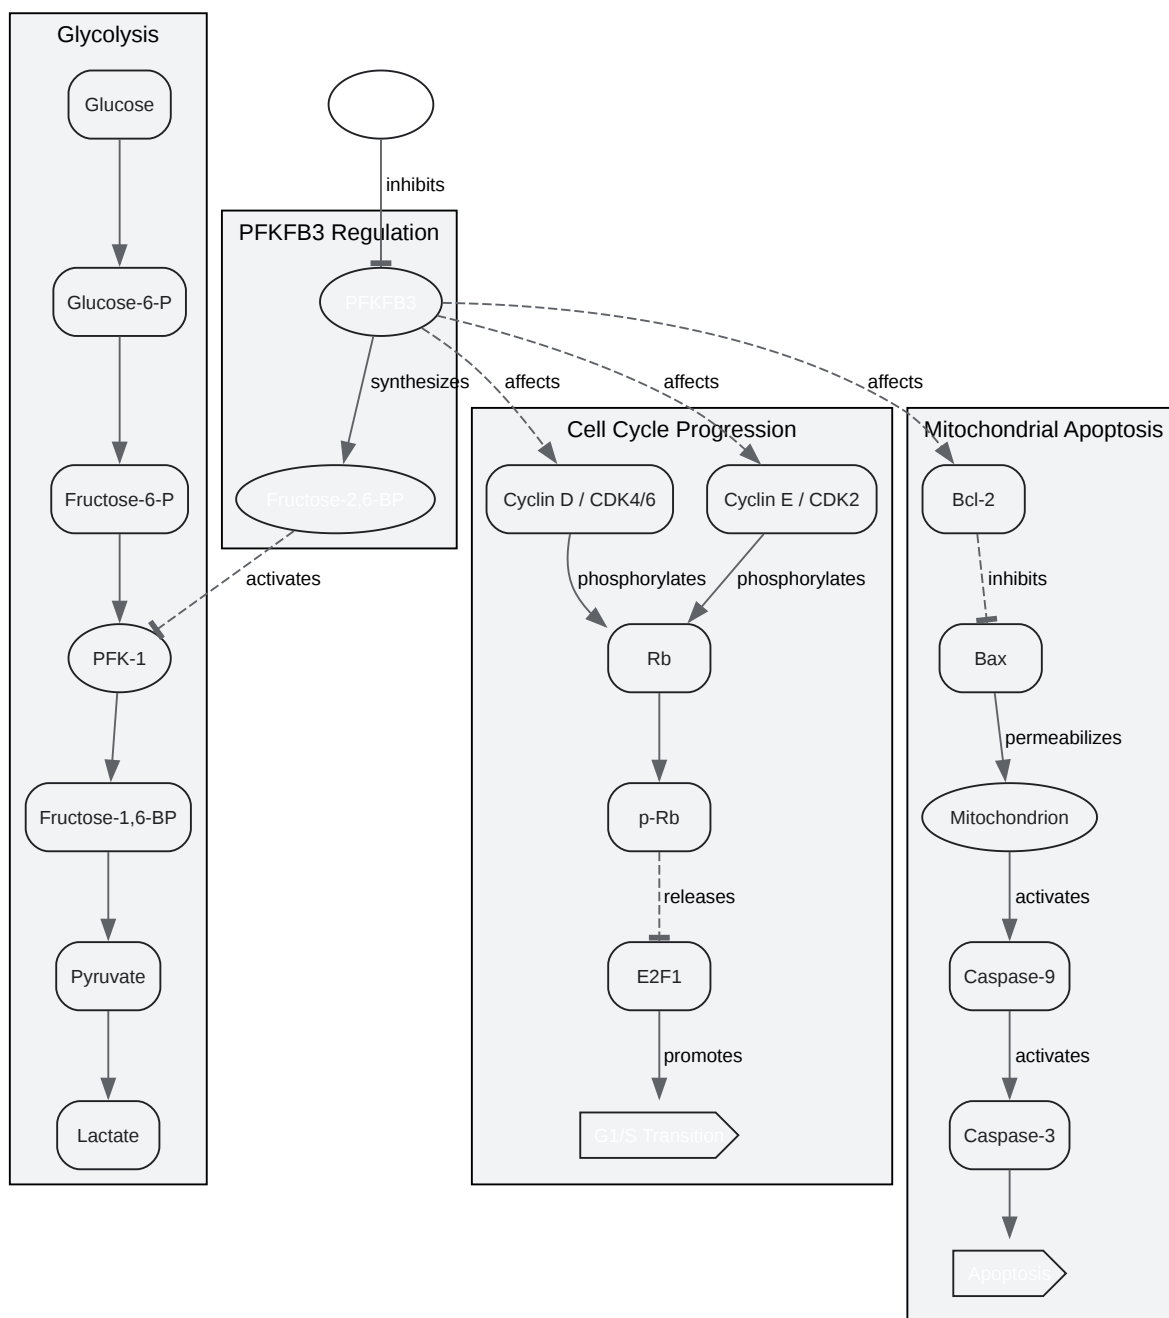 Glycolysis
Glucose
inhibits
PFKFB3 Regulation
Glucose-6-P
PFKFB3
synthesizes
affects
affects
affects
Cell Cycle Progression
Mitochondrial Apoptosis
Fructose-6-P
Fructose-2,6-BP
Cyclin D / CDK4/6
Cyclin E / CDK2
Bcl-2
activates
phosphorylates
phosphorylates
inhibits
PFK-1
Rb
Bax
permeabilizes
Fructose-1,6-BP
p-Rb
Mitochondrion
releases
activates
Pyruvate
E2F1
Caspase-9
promotes
activates
Lactate
G1/S Transition
Caspase-3
Apoptosis